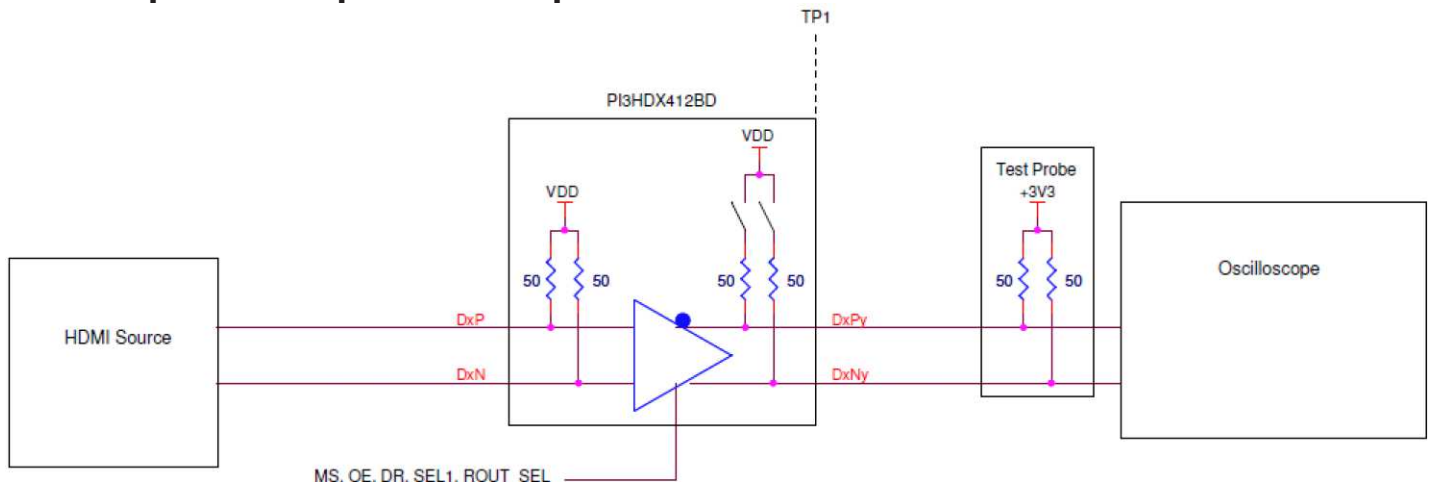 TP1
PI3HDX412BD
VDD
VDD
Test Probe
+3V3
50
50
50
50
50
50
Oscilloscope
HDMI Source
DxP
DxPy
DxN
DxNy
MS, OE, DR, SEL1, ROUT_SEL